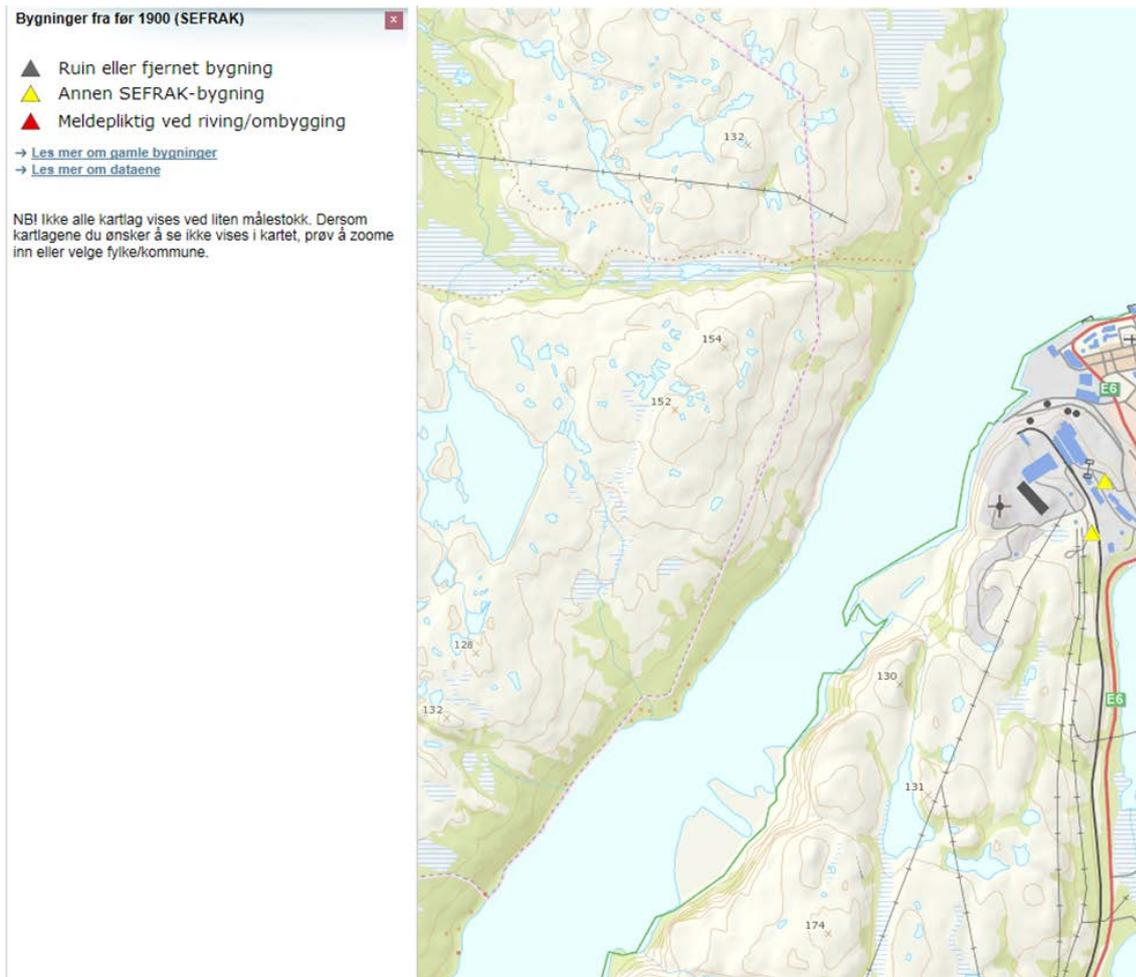 Bygninger fra før 1900 (SEFRAK)
x
Ruin eller fjernet bygning
Annen SEFRAK-bygning
Meldepliktig ved riving/ombygging
→ Les mer om gamle bygninger
→ Les mer om dataene
NB! Ikke alle kartlag vises ved liten målestokk. Dersom
kartlagene du ønsker å se ikke vises i kartet, prøv å zoome
inn eller velge fylke/kommune.
132
154
E6
152
128
130
E6
132
131
174